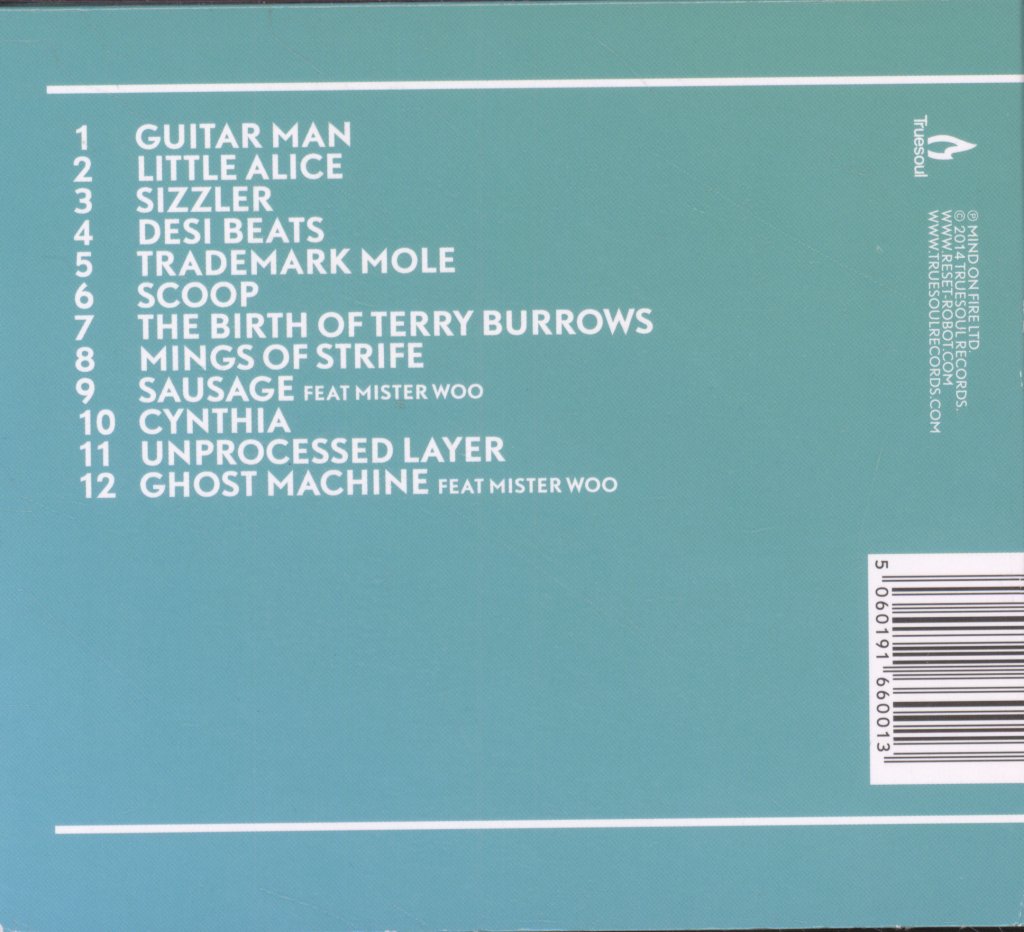 1 GUITAR MAN
2 LITTLE ALICE
3 SIZZLER
4 DESI BEATS
5 TRADEMARK MOLE
6 SCOOP
7 THE BIRTH OF TERRY BURROWS
8 MINGS OF STRIFE
9 SAUSAGE FEAT MISTER WOO
10 CYNTHIA
11 UNPROCESSED LAYER
12 GHOST MACHINE FEAT MISTER WOO
Truesoul
℗ MIND ON FIRE LTD.
© 2014 TRUESOUL RECORDS.
WWW.RESET-ROBOT.COM
WWW.TRUESOULRECORDS.COM
5 060191 660013